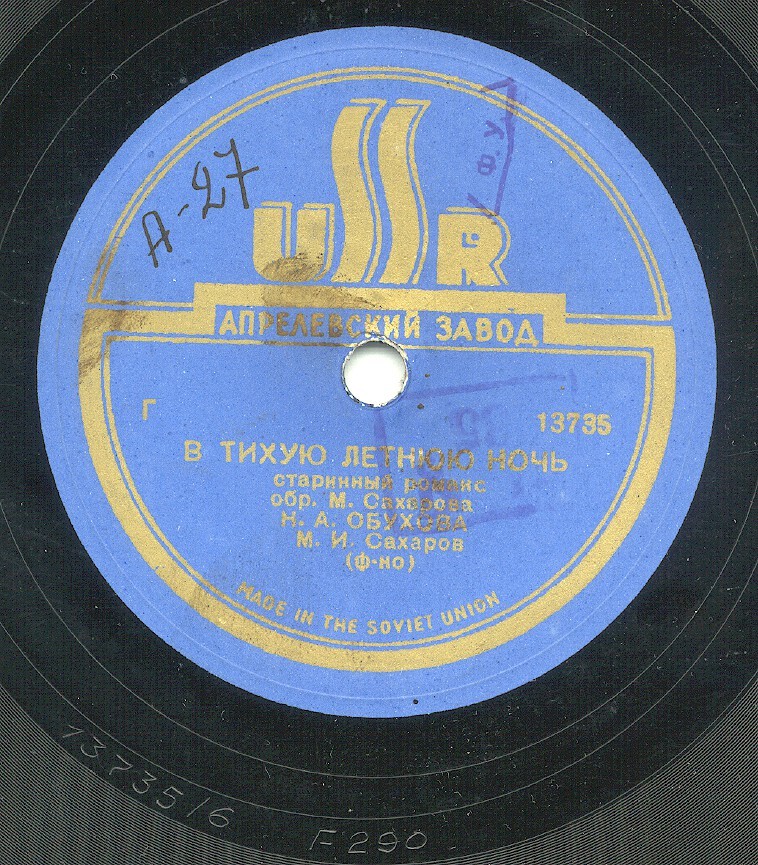 А-27
У Ф
USSR
АПРЕЛЕВСКИЙ ЗАВОД
Г 13735
В ТИХУЮ ЛЕТНЮЮ НОЧЬ
старинный романс
обр. М. Сахарова
Н. А. ОБУХОВА
М. И. Сахаров
(ф-но)
MADE IN THE SOVIET UNION
13735/6
F290